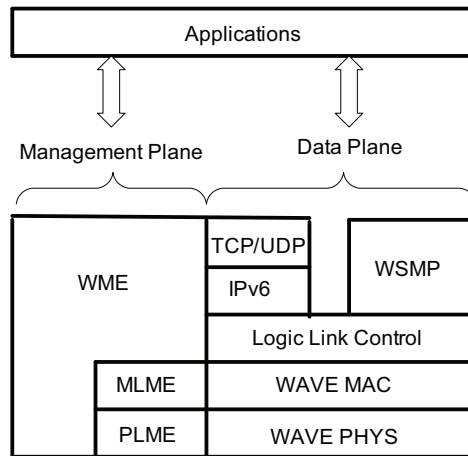 Applications
Management Plane
Data Plane
TCP/UDP
WME
IPv6
WSMP
Logic Link Control
MLME
WAVE MAC
PLME
WAVE PHYS